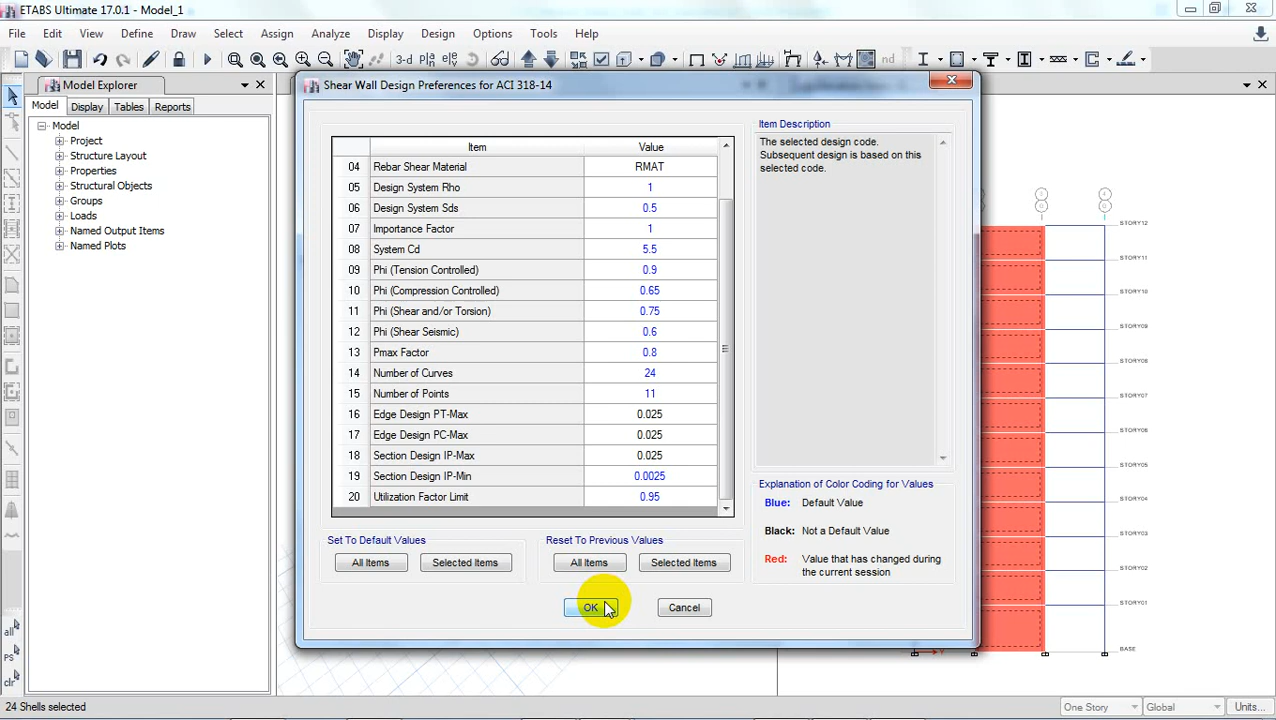 ETABS Ultimate 17.0.1 - Model_1
File Edit View Define Draw Select Assign Analyze Display Design Options Tools Help
3-d pla elev nd
Model Explorer
Model Display Tables Reports
Model
Project
Structure Layout
Properties
Structural Objects
Groups
Loads
Named Output Items
Named Plots
all
PS
clr
Shear Wall Design Preferences for ACI 318-14
Item Value
04 Rebar Shear Material RMAT
05 Design System Rho 1
06 Design System Sds 0.5
07 Importance Factor 1
08 System Cd 5.5
09 Phi (Tension Controlled) 0.9
10 Phi (Compression Controlled) 0.65
11 Phi (Shear and/or Torsion) 0.75
12 Phi (Shear Seismic) 0.6
13 Pmax Factor 0.8
14 Number of Curves 24
15 Number of Points 11
16 Edge Design PT-Max 0.025
17 Edge Design PC-Max 0.025
18 Section Design IP-Max 0.025
19 Section Design IP-Min 0.0025
20 Utilization Factor Limit 0.95
Item Description
The selected design code.
Subsequent design is based on this
selected code.
Explanation of Color Coding for Values
Blue: Default Value
Black: Not a Default Value
Red: Value that has changed during
the current session
Set To Default Values
All Items Selected Items
Reset To Previous Values
All Items Selected Items
OK Cancel
STORY12
STORY11
STORY10
STORY09
STORY08
STORY07
STORY06
STORY05
STORY04
STORY03
STORY02
STORY01
BASE
Y
24 Shells selected
One Story Global Units...